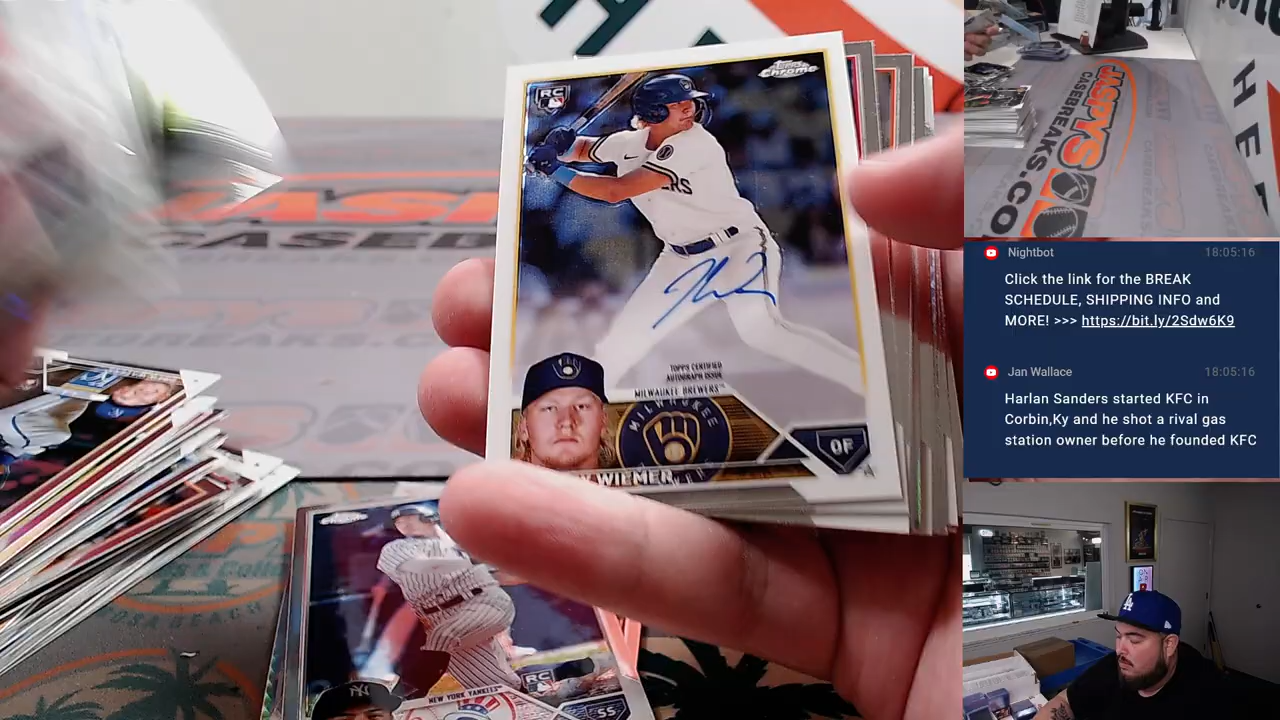 Topps
Chrome
RC
TOPPS CERTIFIED
AUTOGRAPH ISSUE
MILWAUKEE BREWERS™
MILWAUKEE
WIEMER
OF
NEW YORK YANKEES™
RC
SS
JASPYS
CASEBREAKS.CO
Nightbot
18:05:16
Click the link for the BREAK
SCHEDULE, SHIPPING INFO and
MORE! >>> https://bit.ly/2Sdw6K9
Jan Wallace
18:05:16
Harlan Sanders started KFC in
Corbin,Ky and he shot a rival gas
station owner before he founded KFC